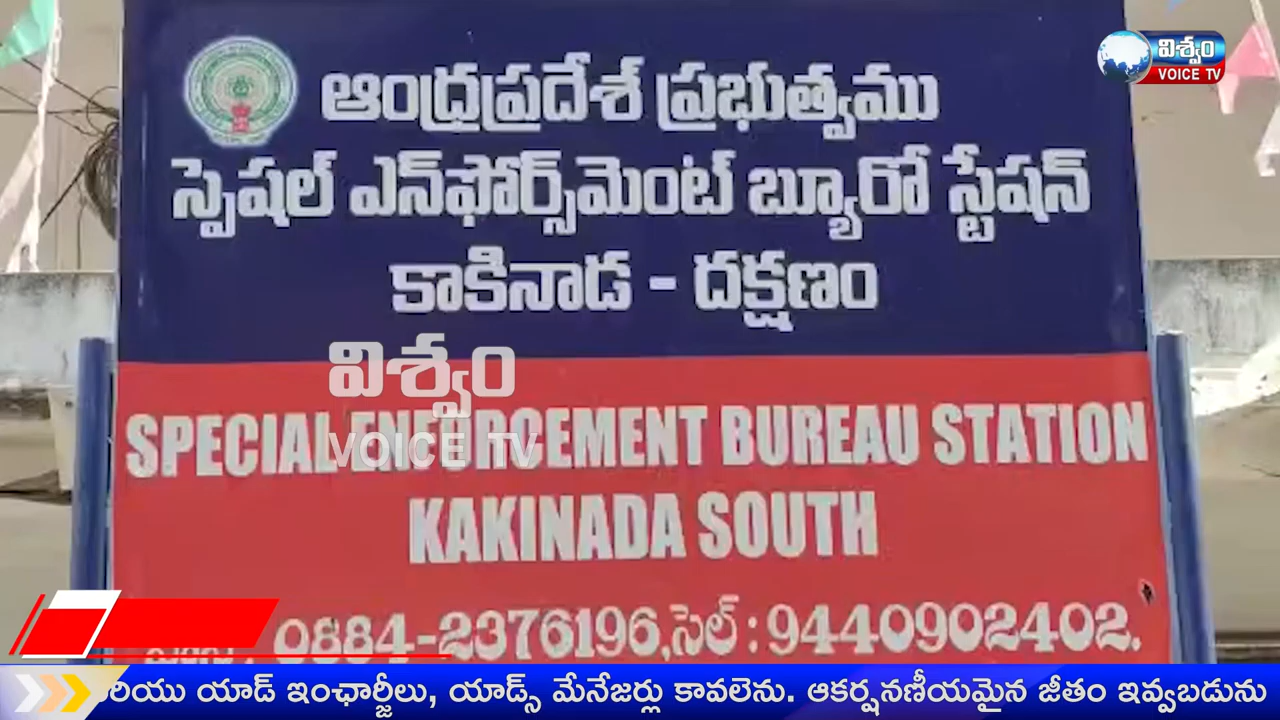 విశ్వం
VOICE TV
ఆంధ్రప్రదేశ్ ప్రభుత్వము
స్పెషల్ ఎన్‌ఫోర్స్‌మెంట్ బ్యూరో స్టేషన్
కాకినాడ - దక్షణం
విశ్వం
VOICE TV
SPECIAL ENFORCEMENT BUREAU STATION
KAKINADA SOUTH
0884-2376196, సెల్ : 9440902402.
యాడ్ ఇంఛార్జీలు, యాడ్స్ మేనేజర్లు కావలెను. ఆకర్షనణీయమైన జీతం ఇవ్వబడును